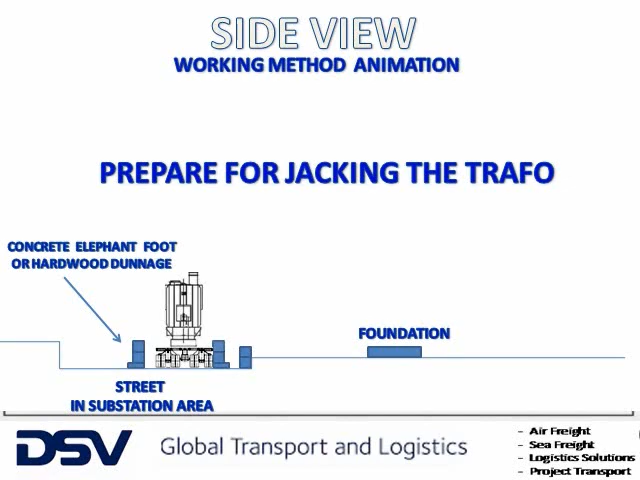 SIDE VIEW
WORKING METHOD ANIMATION
PREPARE FOR JACKING THE TRAFO
CONCRETE ELEPHANT FOOT
OR HARDWOOD DUNNAGE
FOUNDATION
STREET
IN SUBSTATION AREA
DSV
Global Transport and Logistics
- Air Freight
- Sea Freight
- Logistics Solutions
- Project Transport